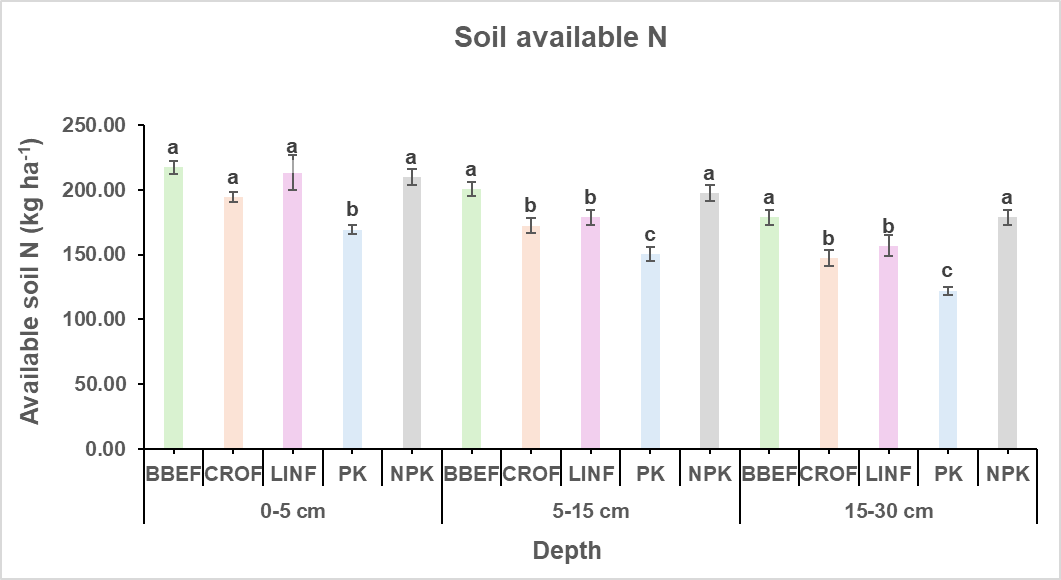 Soil available N
Available soil N (kg ha-1)
250.00
200.00
150.00
100.00
50.00
0.00
a a a b a a b b c a a b b c a
BBEF CROF LINF PK NPK BBEF CROF LINF PK NPK BBEF CROF LINF PK NPK
0-5 cm 5-15 cm 15-30 cm
Depth